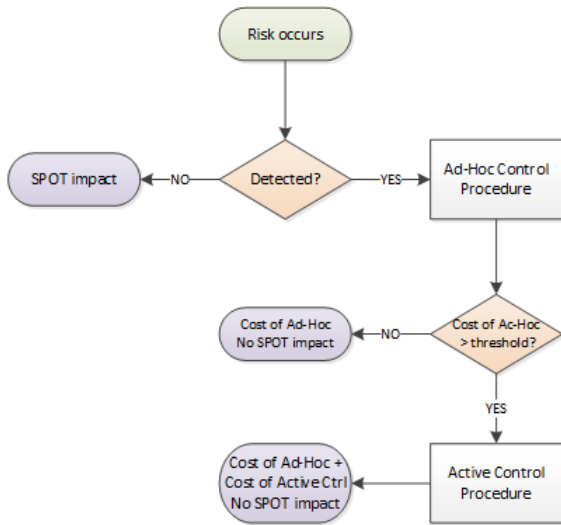 Risk occurs
SPOT impact
NO
Detected?
YES
Ad-Hoc Control
Procedure
Cost of Ad-Hoc
No SPOT impact
NO
Cost of Ac-Hoc
> threshold?
YES
Cost of Ad-Hoc +
Cost of Active Ctrl
No SPOT impact
Active Control
Procedure